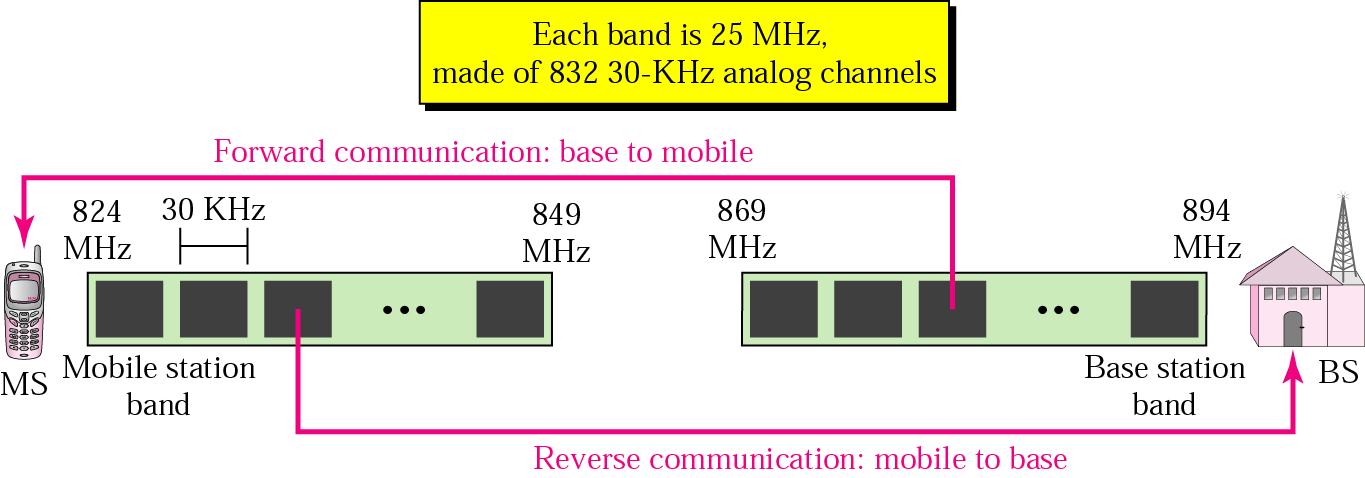 Each band is 25 MHz,
made of 832 30-KHz analog channels
Forward communication: base to mobile
824
MHz
30 KHz
849
MHz
869
MHz
894
MHz
...
...
MS
Mobile station
band
Base station
band
BS
Reverse communication: mobile to base